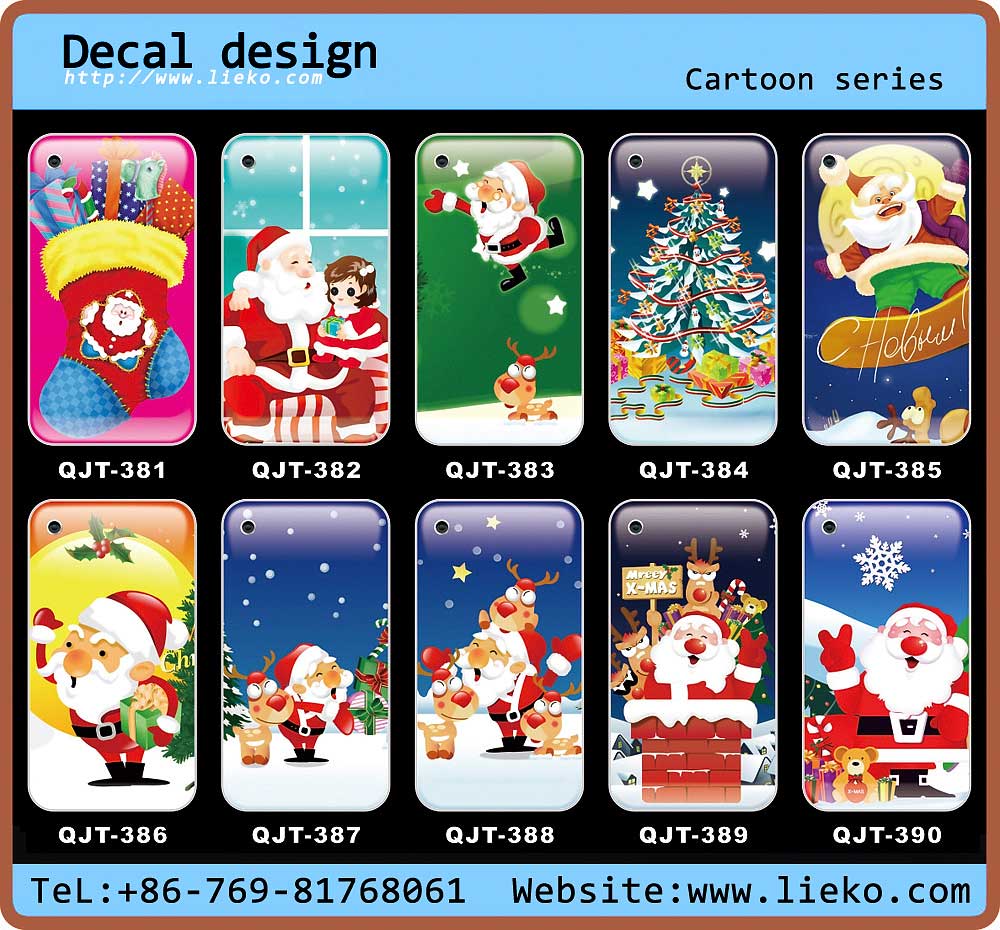 Decal design
http://www.lieko.com
Cartoon series
С Новым
QJT-381 QJT-382 QJT-383 QJT-384 QJT-385
Chr
Mreey
X-MAS
X-MAS
QJT-386 QJT-387 QJT-388 QJT-389 QJT-390
TeL:+86-769-81768061 Website:www.lieko.com